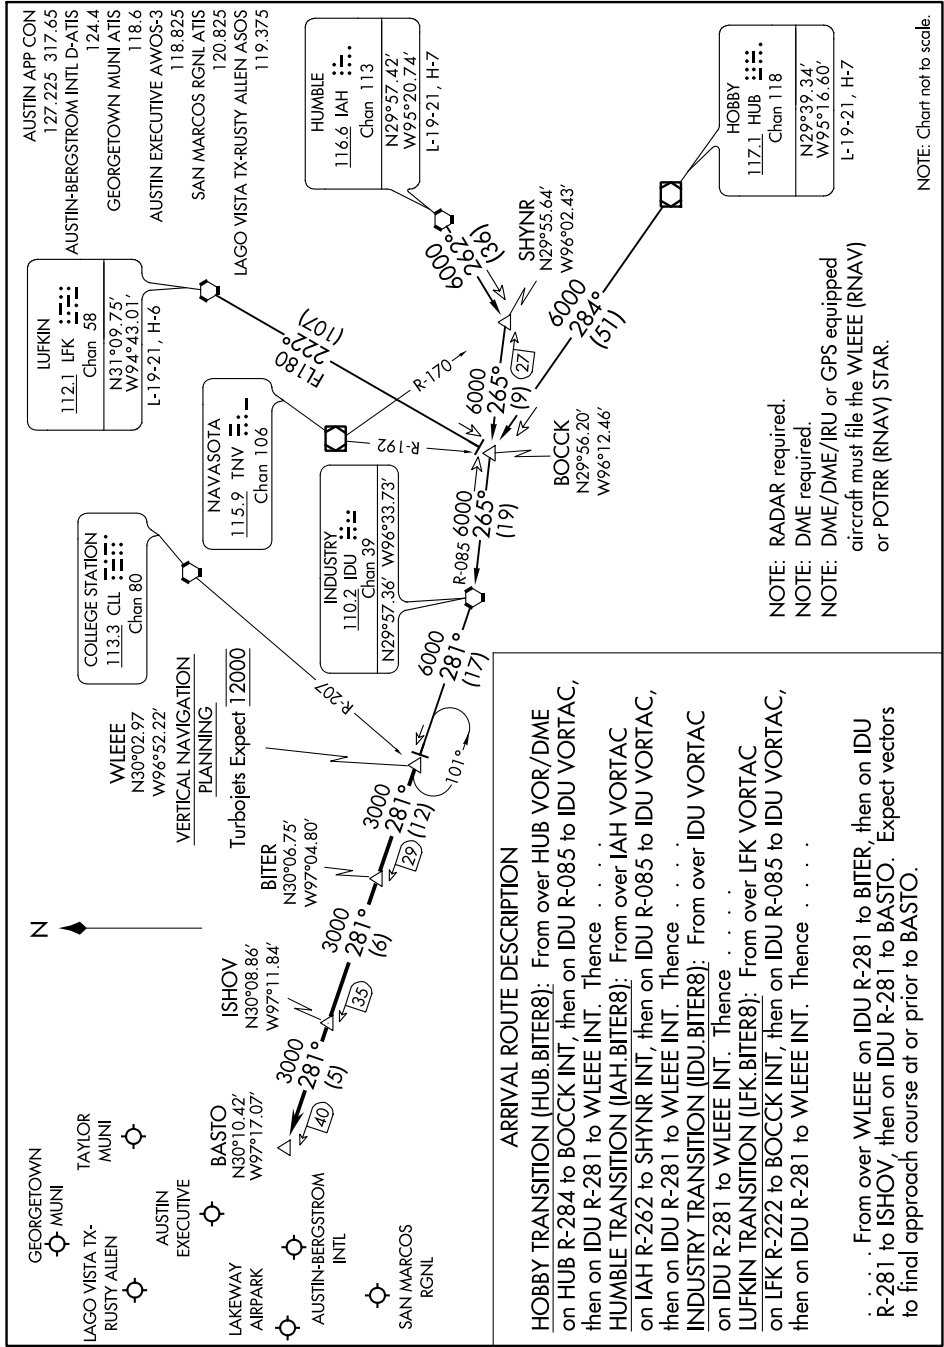 AUSTIN APP CON
127.225 317.65
AUSTIN-BERGSTROM INTL D-ATIS
124.4
GEORGETOWN MUNI ATIS
118.6
AUSTIN EXECUTIVE AWOS-3
118.825
SAN MARCOS RGNL ATIS
120.825
LAGO VISTA TX-RUSTY ALLEN ASOS
119.375
HUMBLE
116.6 IAH
Chan 113
N29°57.42'
W95°20.74'
L-19-21, H-7
HOBBY
117.1 HUB
Chan 118
N29°39.34'
W95°16.60'
L-19-21, H-7
NOTE: Chart not to scale.
LUFKIN
112.1 LFK
Chan 58
N31°09.75'
W94°43.01'
L-19-21, H-6
NAVASOTA
115.9 TNV
Chan 106
COLLEGE STATION
113.3 CLL
Chan 80
INDUSTRY
110.2 IDU
Chan 39
N29°57.36' W96°33.73'
SHYNR
N29°55.64'
W96°02.43'
BOCCK
N29°56.20'
W96°12.46'
6000
262°
(36)
6000
284°
(51)
FL180
222°
(107)
R-170
R-192
6000
265°
(9)
27
R-085
6000
265°
(19)
6000
281°
(17)
R-207
101°
WLEEE
N30°02.97
W96°52.22'
VERTICAL NAVIGATION
PLANNING
Turbojets Expect 12000
3000
281°
(12)
29
BITER
N30°06.75'
W97°04.80'
3000
281°
(6)
35
ISHOV
N30°08.86'
W97°11.84'
3000
281°
(5)
40
BASTO
N30°10.42'
W97°17.07'
N
GEORGETOWN
MUNI
TAYLOR
MUNI
LAGO VISTA TX-
RUSTY ALLEN
AUSTIN
EXECUTIVE
LAKEWAY
AIRPARK
AUSTIN-BERGSTROM
INTL
SAN MARCOS
RGNL
NOTE: RADAR required.
NOTE: DME required.
NOTE: DME/DME/IRU or GPS equipped
aircraft must file the WLEEE (RNAV)
or POTRR (RNAV) STAR.
ARRIVAL ROUTE DESCRIPTION
HOBBY TRANSITION (HUB.BITER8): From over HUB VOR/DME
on HUB R-284 to BOCCK INT, then on IDU R-085 to IDU VORTAC,
then on IDU R-281 to WLEEE INT. Thence . . . .
HUMBLE TRANSITION (IAH.BITER8): From over IAH VORTAC
on IAH R-262 to SHYNR INT, then on IDU R-085 to IDU VORTAC,
then on IDU R-281 to WLEEE INT. Thence . . . .
INDUSTRY TRANSITION (IDU.BITER8): From over IDU VORTAC
on IDU R-281 to WLEEE INT. Thence . . . .
LUFKIN TRANSITION (LFK.BITER8): From over LFK VORTAC
on LFK R-222 to BOCCK INT, then on IDU R-085 to IDU VORTAC,
then on IDU R-281 to WLEEE INT. Thence . . . .
. . . . From over WLEEE on IDU R-281 to BITER, then on IDU
R-281 to ISHOV, then on IDU R-281 to BASTO. Expect vectors
to final approach course at or prior to BASTO.